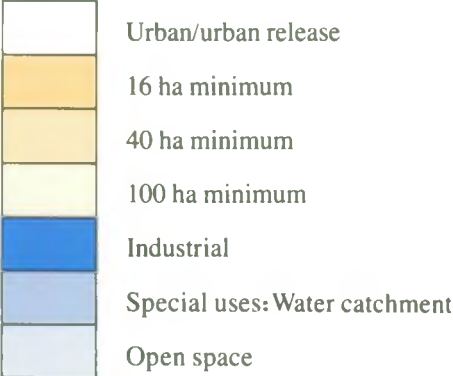 Urban/urban release
16 ha minimum
40 ha minimum
100 ha minimum
Industrial
Special uses: Water catchment
Open space